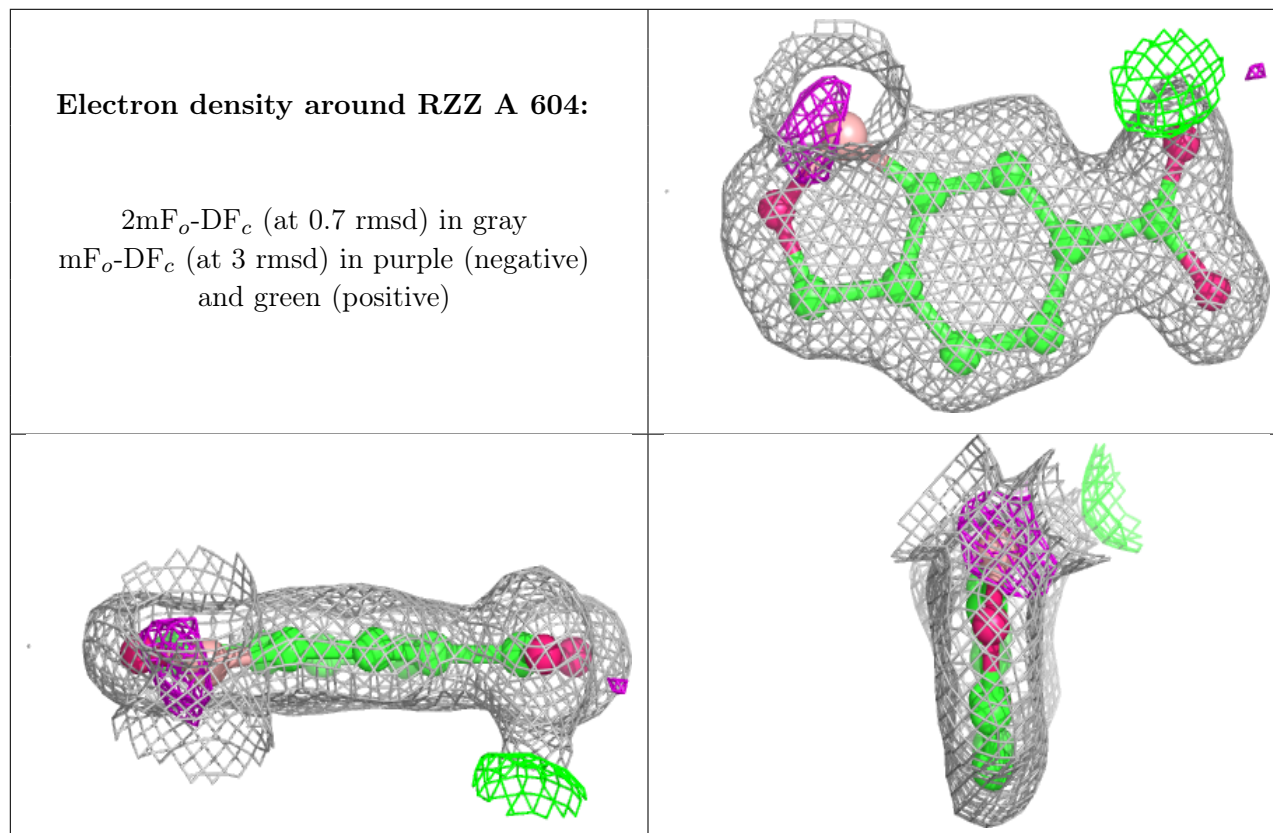 Electron density around RZZ A 604:
2mFo-DFc (at 0.7 rmsd) in gray
mFo-DFc (at 3 rmsd) in purple (negative)
and green (positive)